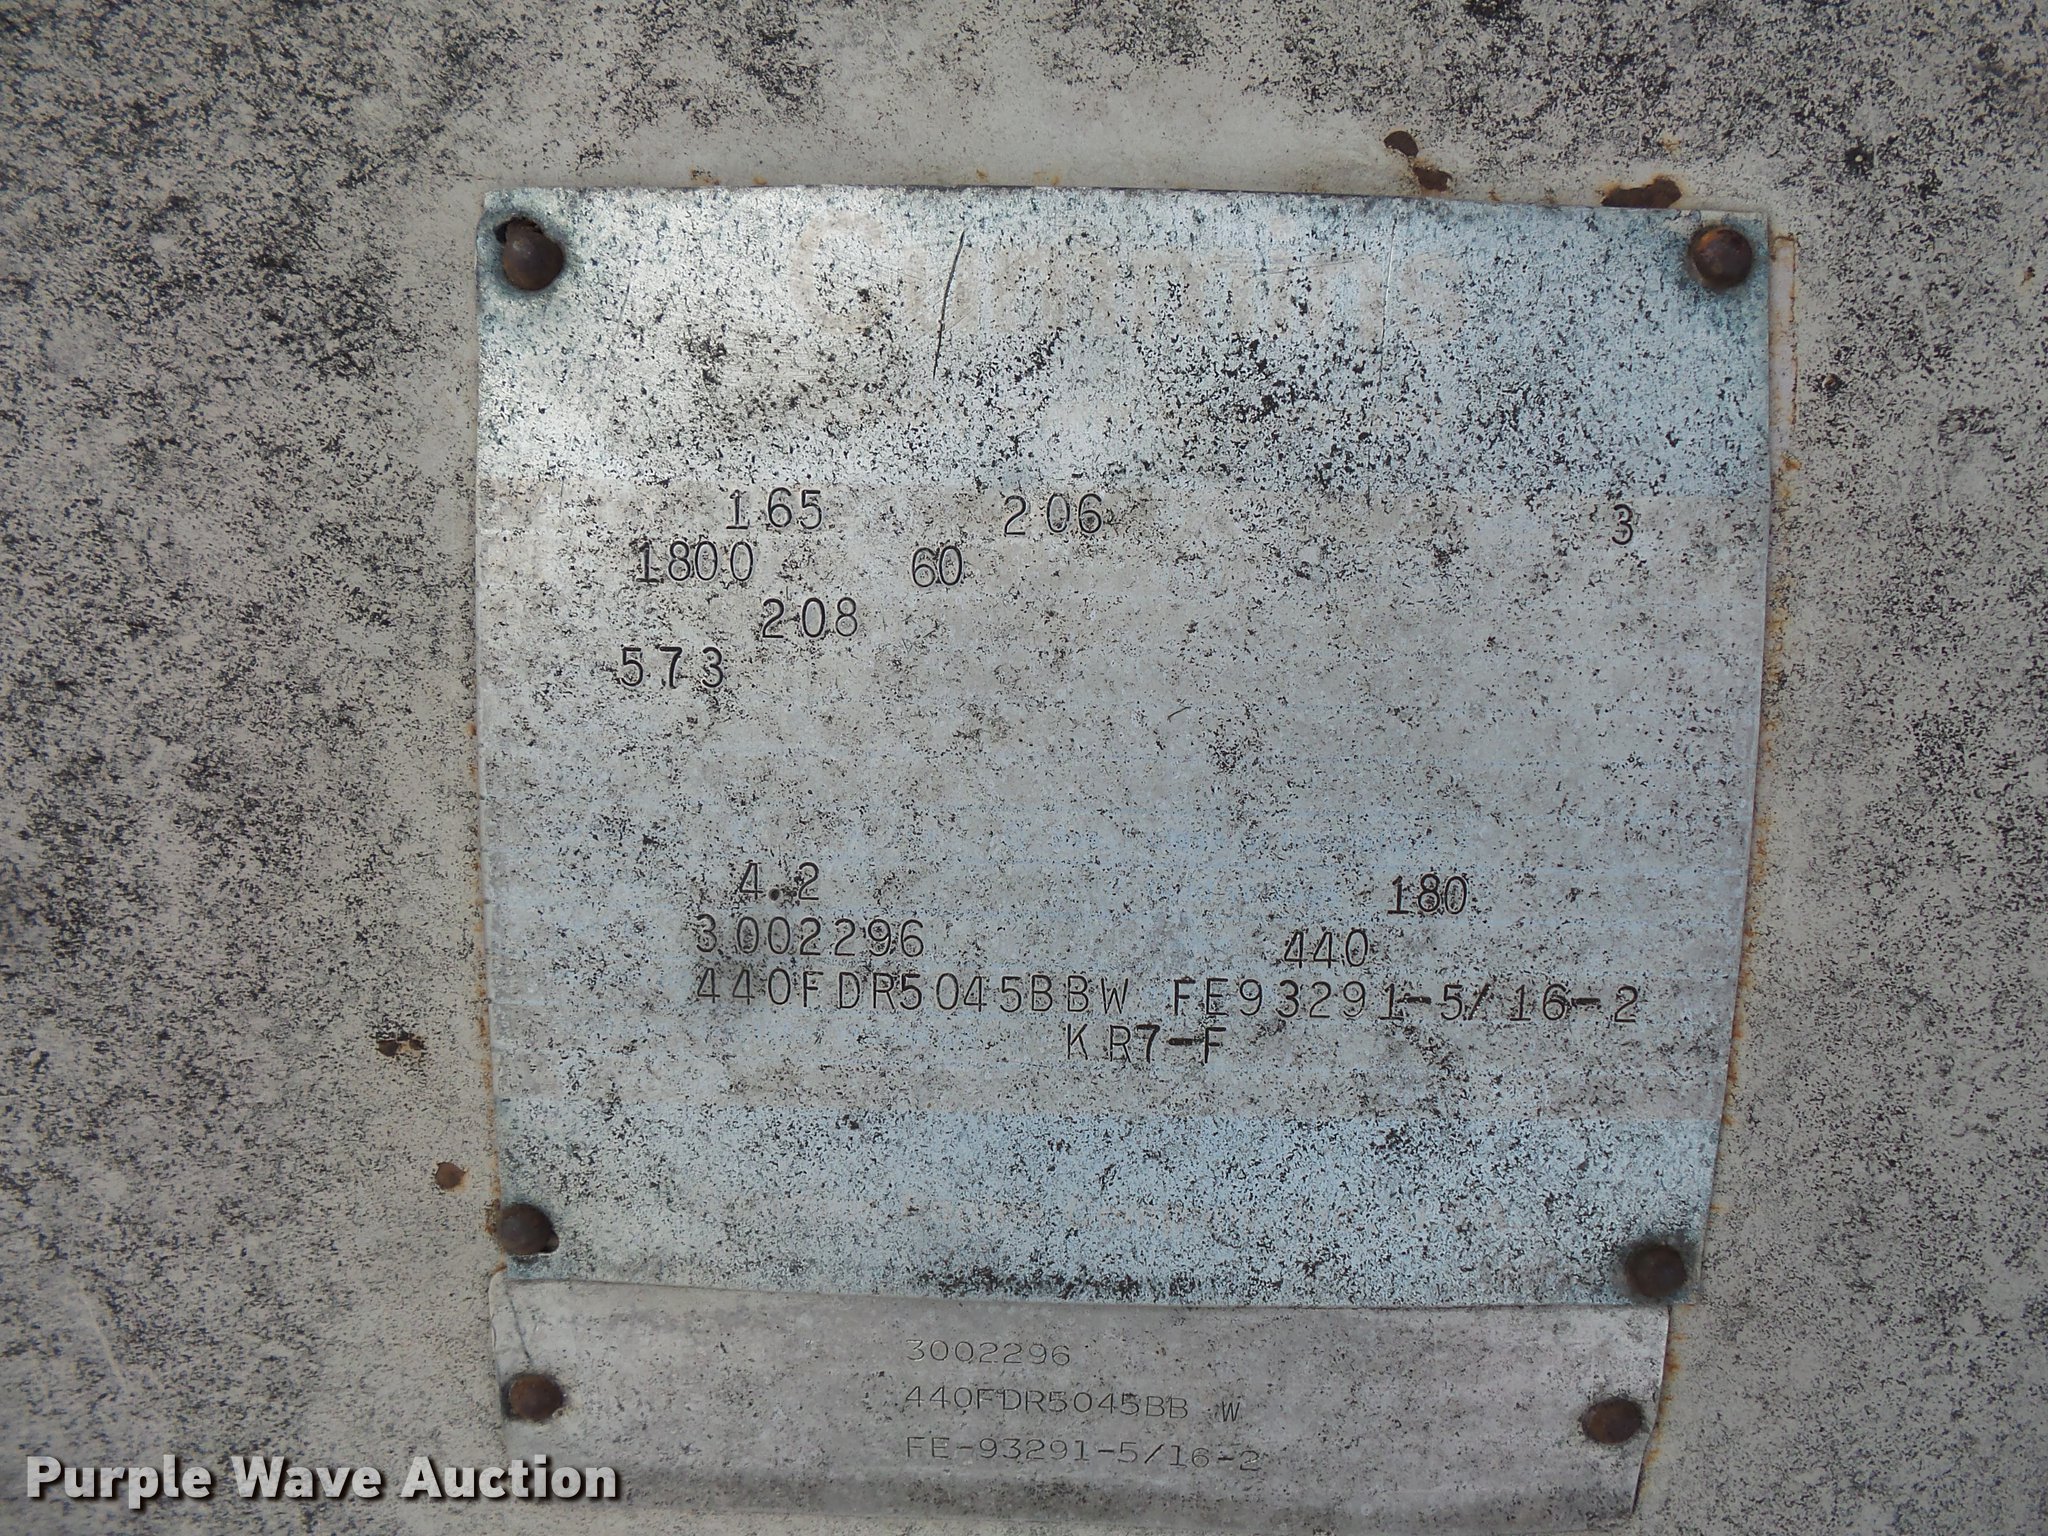 Cummins
165 206 3
1800 60
208
573
4.2 180
3002296 440
440FDR5045BBW FE93291-5/16-2
KR7-F
3002296
440FDR5045BB W
FE-93291-5/16-2
Purple Wave Auction